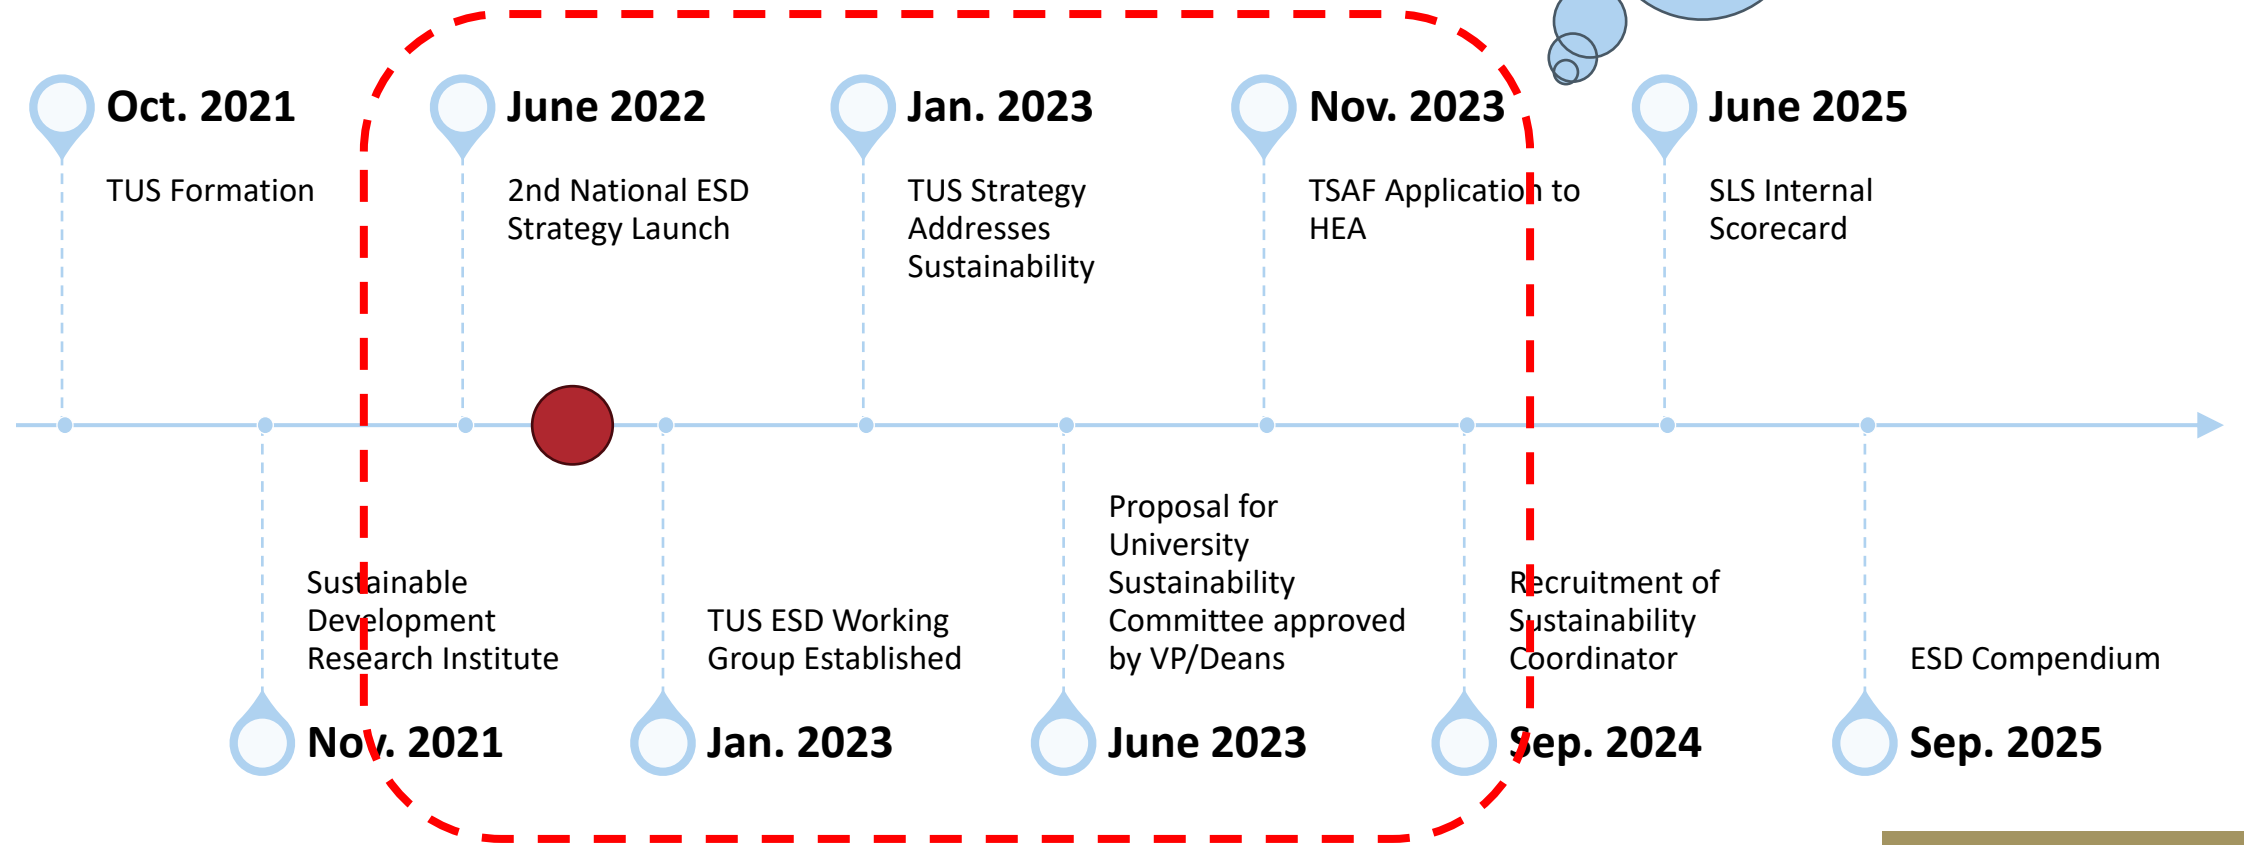 Oct. 2021
TUS Formation
June 2022
2nd National ESD
Strategy Launch
Jan. 2023
TUS Strategy
Addresses
Sustainability
Nov. 2023
TSAF Application to
HEA
June 2025
SLS Internal
Scorecard
Sustainable
Development
Research Institute
Nov. 2021
TUS ESD Working
Group Established
Jan. 2023
Proposal for
University
Sustainability
Committee approved
by VP/Deans
June 2023
Recruitment of
Sustainability
Coordinator
Sep. 2024
ESD Compendium
Sep. 2025